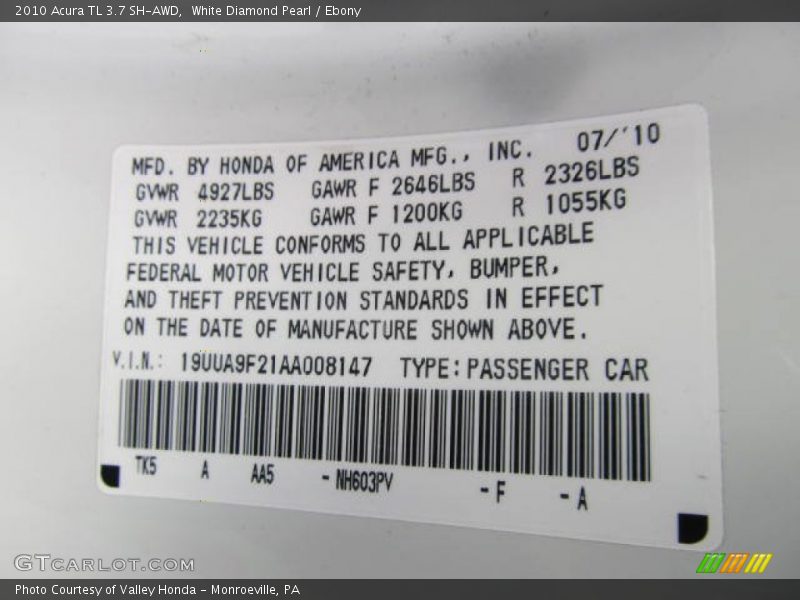 2010 Acura TL 3.7 SH-AWD,  White Diamond Pearl / Ebony
MFD. BY HONDA OF AMERICA MFG., INC. 07/'10
GVWR 4927LBS GAWR F 2646LBS R 2326LBS
GVWR 2235KG GAWR F 1200KG R 1055KG
THIS VEHICLE CONFORMS TO ALL APPLICABLE
FEDERAL MOTOR VEHICLE SAFETY, BUMPER,
AND THEFT PREVENTION STANDARDS IN EFFECT
ON THE DATE OF MANUFACTURE SHOWN ABOVE.
V.I.N.: 19UUA9F21AA008147 TYPE: PASSENGER CAR
TK5 A AA5 -NH603PV -F -A
GTCARLOT.COM
Photo Courtesy of Valley Honda - Monroeville, PA